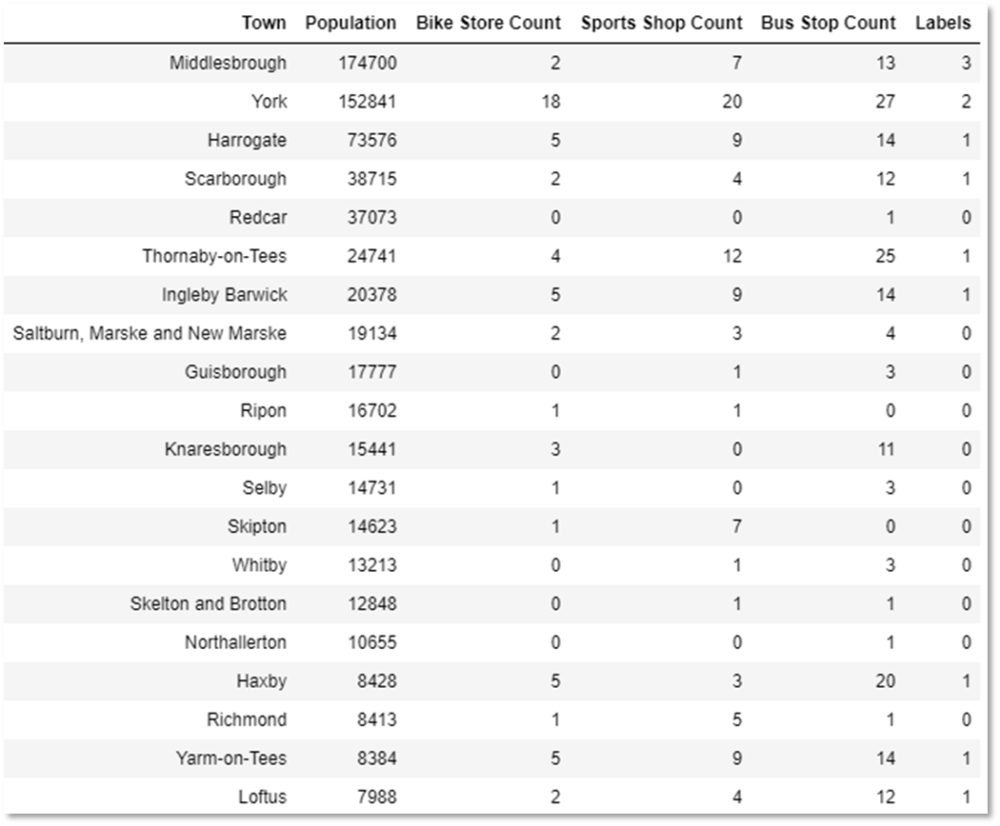 Town Population Bike Store Count Sports Shop Count Bus Stop Count Labels
Middlesbrough 174700 2 7 13 3
York 152841 18 20 27 2
Harrogate 73576 5 9 14 1
Scarborough 38715 2 4 12 1
Redcar 37073 0 0 1 0
Thornaby-on-Tees 24741 4 12 25 1
Ingleby Barwick 20378 5 9 14 1
Saltburn, Marske and New Marske 19134 2 3 4 0
Guisborough 17777 0 1 3 0
Ripon 16702 1 1 0 0
Knaresborough 15441 3 0 11 0
Selby 14731 1 0 3 0
Skipton 14623 1 7 0 0
Whitby 13213 0 1 3 0
Skelton and Brotton 12848 0 1 1 0
Northallerton 10655 0 0 1 0
Haxby 8428 5 3 20 1
Richmond 8413 1 5 1 0
Yarm-on-Tees 8384 5 9 14 1
Loftus 7988 2 4 12 1